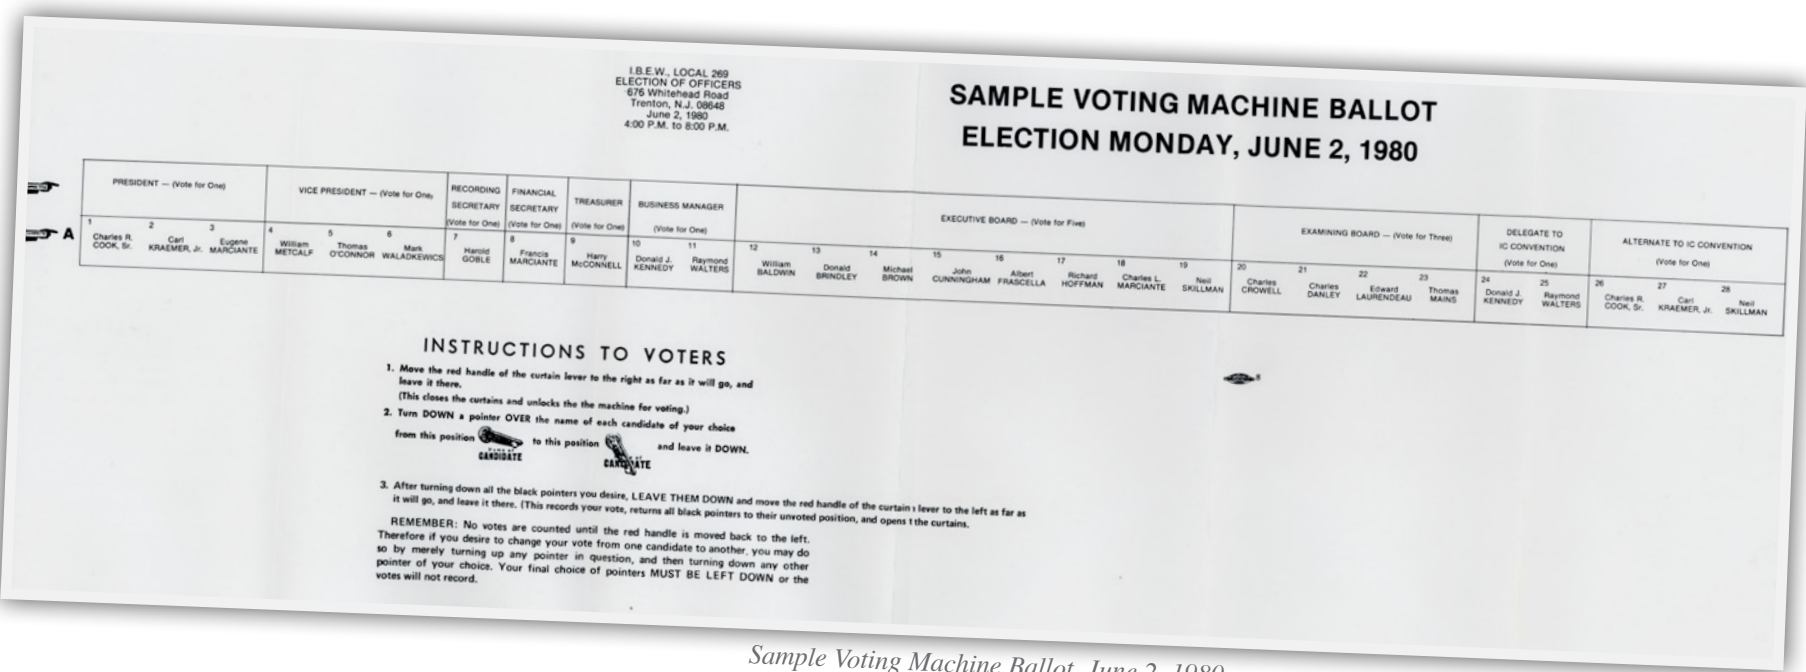 I.B.E.W., LOCAL 269
ELECTION OF OFFICERS
676 Whitehead Road
Trenton, N.J. 08648
June 2, 1980
4:00 P.M. to 8:00 P.M.
SAMPLE VOTING MACHINE BALLOT
ELECTION MONDAY, JUNE 2, 1980
PRESIDENT — (Vote for One)
VICE PRESIDENT — (Vote for One)
RECORDING
SECRETARY
(Vote for One)
FINANCIAL
SECRETARY
(Vote for One)
TREASURER
(Vote for One)
BUSINESS MANAGER
(Vote for One)
EXECUTIVE BOARD — (Vote for Five)
EXAMINING BOARD — (Vote for Three)
DELEGATE TO
IC CONVENTION
(Vote for One)
ALTERNATE TO IC CONVENTION
(Vote for One)
A
1
Charles R.
COOK, Sr.
2
Carl
KRAEMER, Jr.
3
Eugene
MARCIANTE
4
William
METCALF
5
Thomas
O'CONNOR
6
Mark
WALADKEWICS
7
Harold
GOBLE
8
Francis
MARCIANTE
9
Harry
McCONNELL
10
Donald J.
KENNEDY
11
Raymond
WALTERS
12
William
BALDWIN
13
Donald
BRINDLEY
14
Michael
BROWN
15
John
CUNNINGHAM
16
Albert
FRASCELLA
17
Richard
HOFFMAN
18
Charles L.
MARCIANTE
19
Neil
SKILLMAN
20
Charles
CROWELL
21
Charles
DANLEY
22
Edward
LAURENDEAU
23
Thomas
MAINS
24
Donald J.
KENNEDY
25
Raymond
WALTERS
26
Charles R.
COOK, Sr.
27
Carl
KRAEMER, Jr.
28
Neil
SKILLMAN
INSTRUCTIONS TO VOTERS
1. Move the red handle of the curtain lever to the right as far as it will go, and
leave it there.
(This closes the curtains and unlocks the the machine for voting.)
2. Turn DOWN a pointer OVER the name of each candidate of your choice
from this position to this position and leave it DOWN.
CANDIDATE
CANDIDATE
3. After turning down all the black pointers you desire, LEAVE THEM DOWN and move the red handle of the curtain lever to the left as far as
it will go, and leave it there. (This records your vote, returns all black pointers to their unvoted position, and opens the curtains.
REMEMBER: No votes are counted until the red handle is moved back to the left.
Therefore if you desire to change your vote from one candidate to another, you may do
so by merely turning up any pointer in question, and then turning down any other
pointer of your choice. Your final choice of pointers MUST BE LEFT DOWN or the
votes will not record.
Sample Voting Machine Ballot, June 2, 1980